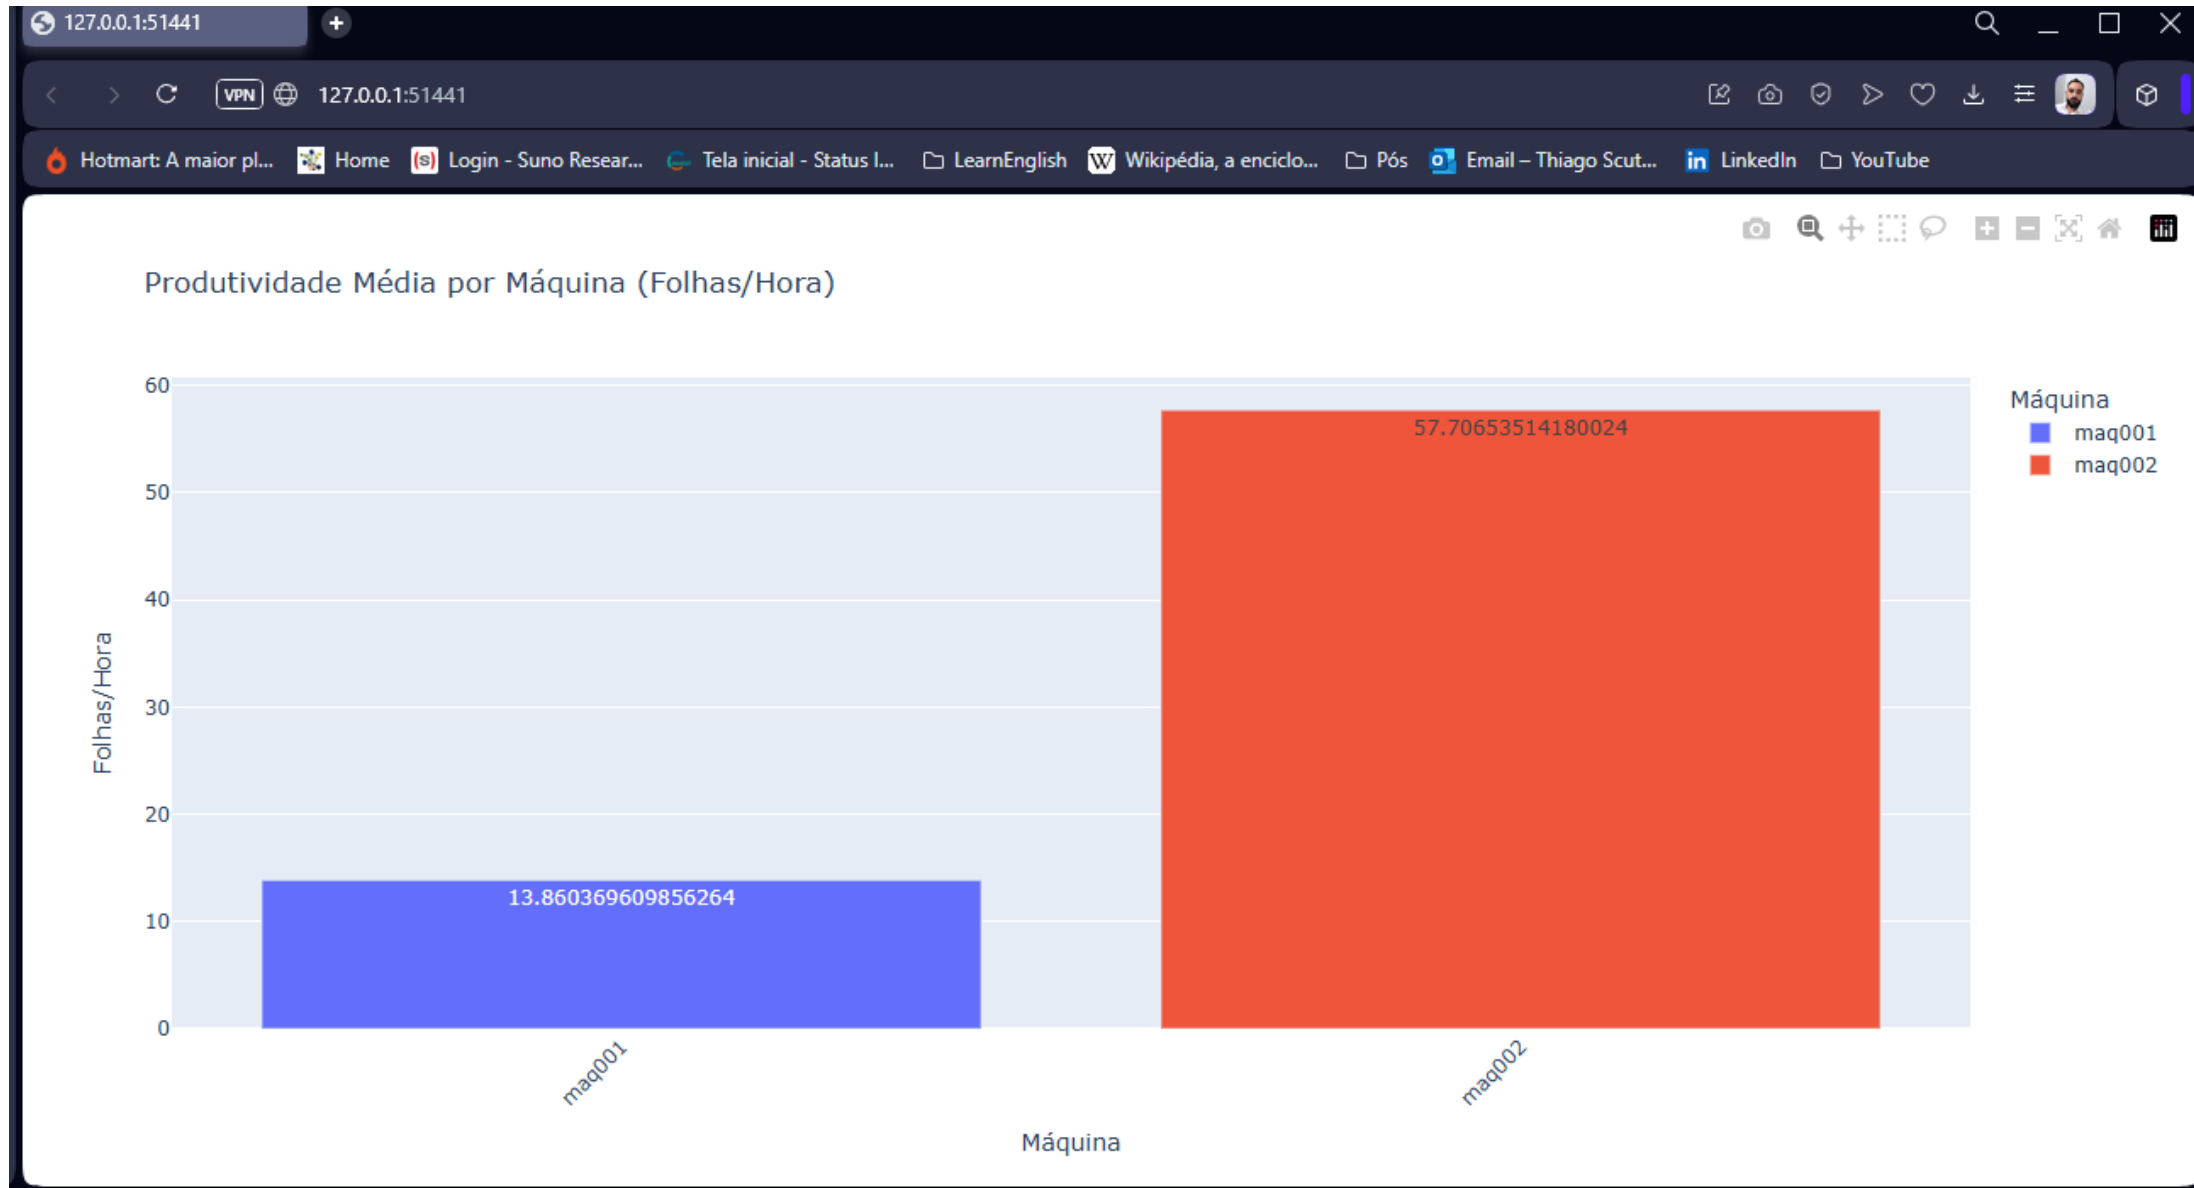 127.0.0.1:51441
VPN 127.0.0.1:51441
Hotmart: A maior pl... Home (s) Login - Suno Resear... Tela inicial - Status I... LearnEnglish W Wikipédia, a enciclo... Pós Email – Thiago Scut... in LinkedIn YouTube
Produtividade Média por Máquina (Folhas/Hora)
60
50
40
30
20
10
0
Folhas/Hora
13.860369609856264
57.70653514180024
maq001
maq002
Máquina
Máquina
maq001
maq002